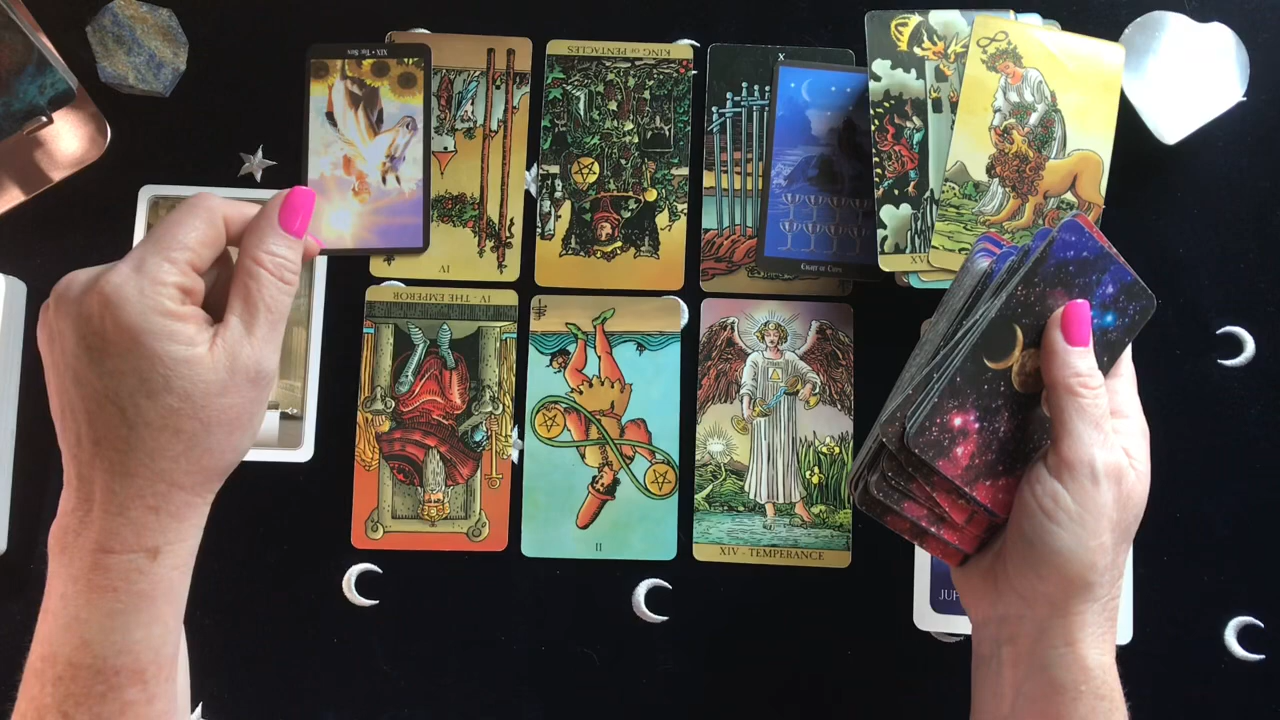 XIX • THE SUN
KING OF PENTACLES
X
IV
EIGHT OF CUPS
XV
IV - THE EMPEROR
II
XIV - TEMPERANCE
JUP